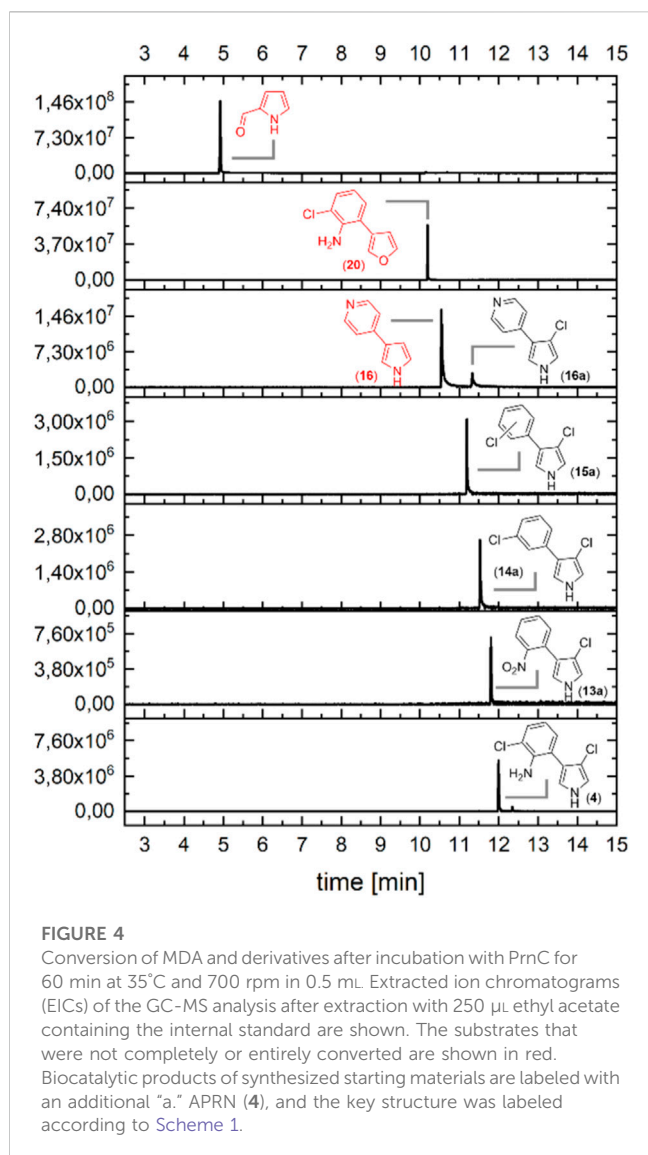 3 4 5 6 7 8 9 10 11 12 13 14 15
1,46x10⁸
7,30x10⁷
0,00
O
N
H
7,40x10⁷
3,70x10⁷
0,00
Cl
H₂N
O
(20)
1,46x10⁷
7,30x10⁶
0,00
N
N
H
(16)
N
Cl
N
H
(16a)
3,00x10⁶
1,50x10⁶
0,00
Cl
Cl
N
H
(15a)
2,80x10⁶
1,40x10⁶
0,00
Cl
Cl
N
H
(14a)
7,60x10⁵
3,80x10⁵
0,00
O₂N
Cl
N
H
(13a)
7,60x10⁶
3,80x10⁶
0,00
Cl
H₂N
Cl
N
H
(4)
3 4 5 6 7 8 9 10 11 12 13 14 15
time [min]
FIGURE 4
Conversion of MDA and derivatives after incubation with PrnC for
60 min at 35°C and 700 rpm in 0.5 mL. Extracted ion chromatograms
(EICs) of the GC-MS analysis after extraction with 250 µL ethyl acetate
containing the internal standard are shown. The substrates that
were not completely or entirely converted are shown in red.
Biocatalytic products of synthesized starting materials are labeled with
an additional "a." APRN (4), and the key structure was labeled
according to Scheme 1.